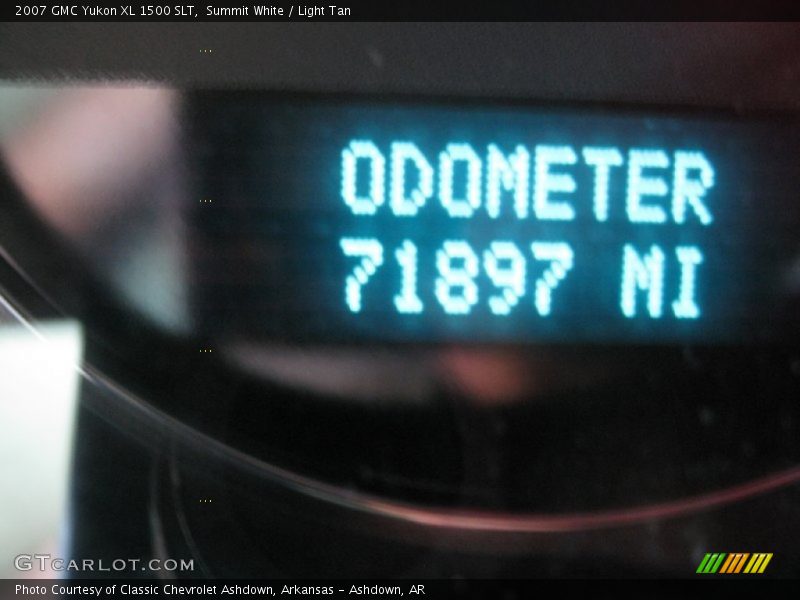 2007 GMC Yukon XL 1500 SLT,  Summit White / Light Tan
ODOMETER
71897 MI
GTCARLOT.COM
Photo Courtesy of Classic Chevrolet Ashdown, Arkansas - Ashdown, AR